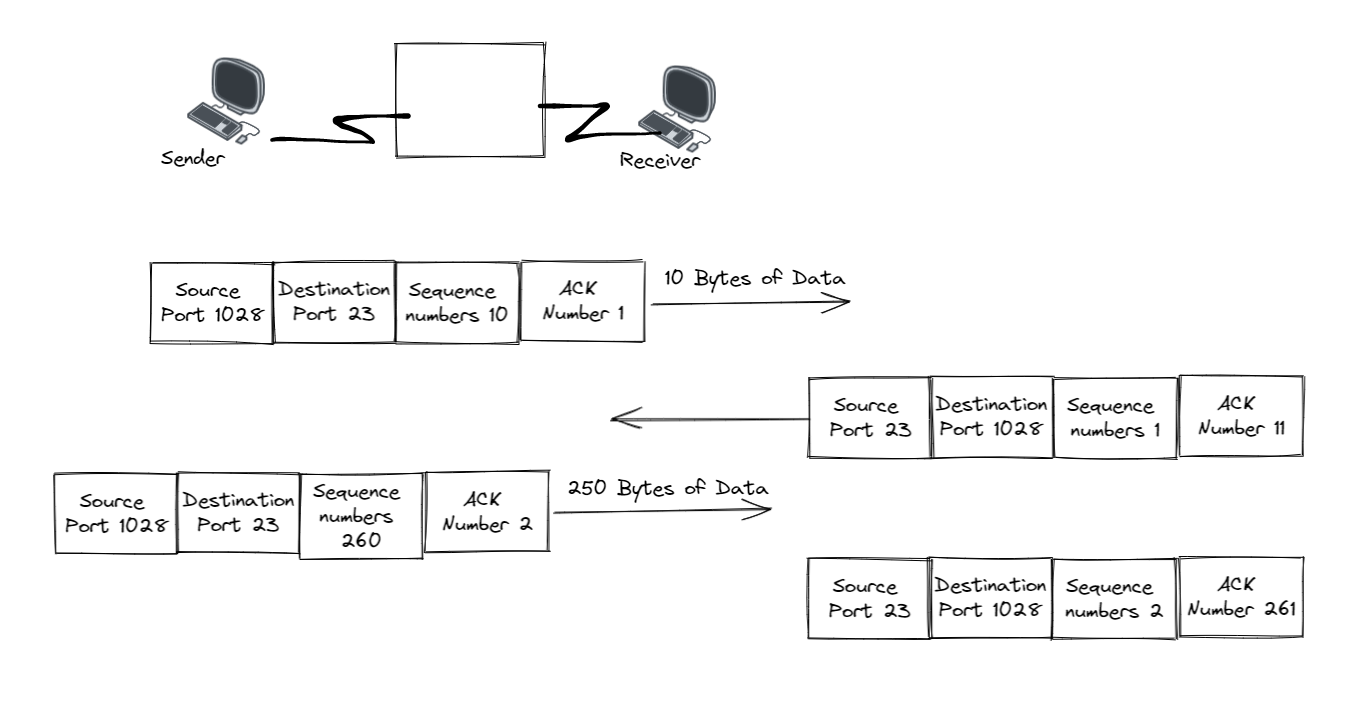 Sender
Receiver
Source
Port 1028
Destination
Port 23
Sequence
numbers 10
ACK
Number 1
10 Bytes of Data
Source
Port 23
Destination
Port 1028
Sequence
numbers 1
ACK
Number 11
Source
Port 1028
Destination
Port 23
Sequence
numbers
260
ACK
Number 2
250 Bytes of Data
Source
Port 23
Destination
Port 1028
Sequence
numbers 2
ACK
Number 261